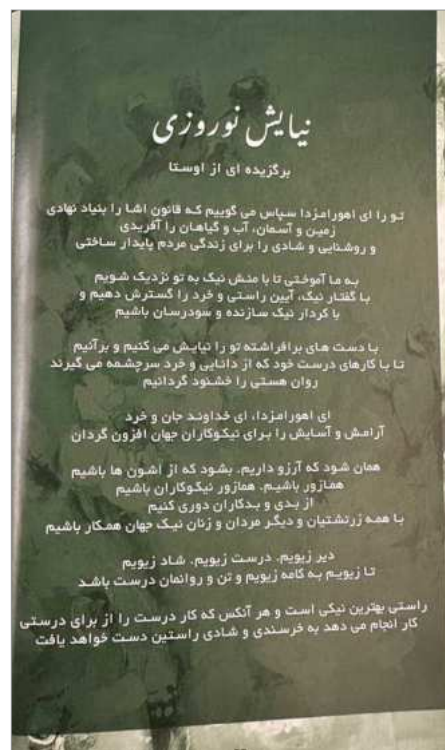 نیایش نوروزی
برگزیده ای از اوستا
تو را ای اهورامزدا سپاس می گوییم که قانون اشا را بنیاد نهادی
زمین و آسمان، آب و گیاهان را آفریدی
و روشنایی و شادی را برای زندگی مردم پایدار ساختی
به ما آموختی تا با منش نیک به تو نزدیک شویم
با گفتار نیک، آیین راستی و خرد را گسترش دهیم و
با کردار نیک سازنده و سودرسان باشیم
با دست های برافراشته تو را نیایش می کنیم و برآنیم
تا با کارهای درست خود که از دانایی و خرد سرچشمه می گیرند
روان هستی را خشنود گردانیم
ای اهورامزدا، ای خداوند جان و خرد
آرامش و آسایش را برای نیکوکاران جهان افزون گردان
همان شود که آرزو داریم. بشود که از اشون ها باشیم
همازور باشیم. همازور نیکوکاران باشیم
از بدی و بدکاران دوری کنیم
با همه زرتشتیان و دیگر مردان و زنان نیک جهان همکار باشیم
دیر زیویم. درست زیویم. شاد زیویم
تا زیویم به کامه زیویم و تن و روانمان درست باشد
راستی بهترین نیکی است و هر آنکس که کار درست را از برای درستی
کار انجام می دهد به خرسندی و شادی راستین دست خواهد یافت